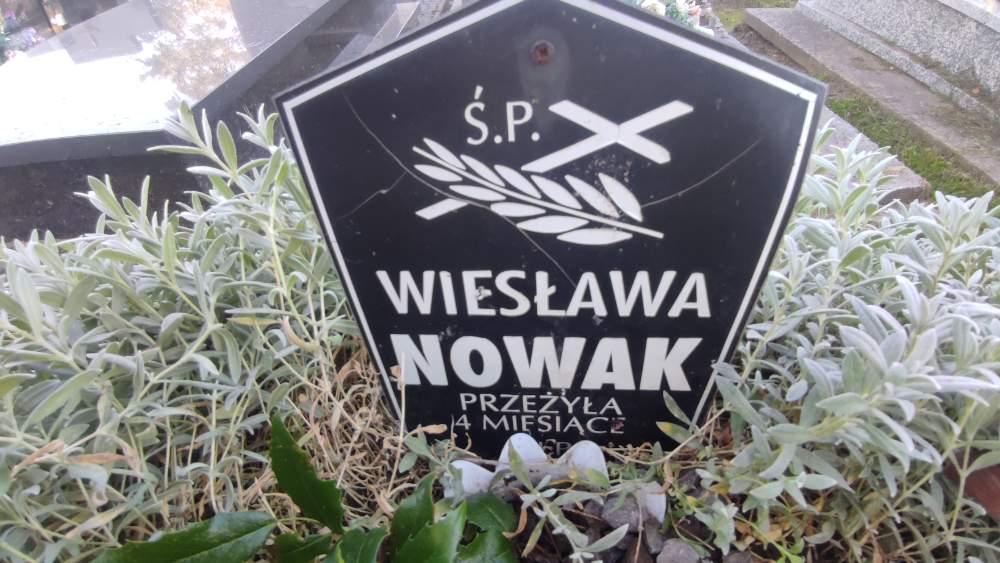 Ś.P.
WIESŁAWA
NOWAK
PRZEŻYŁA
4 MIESIĄCE